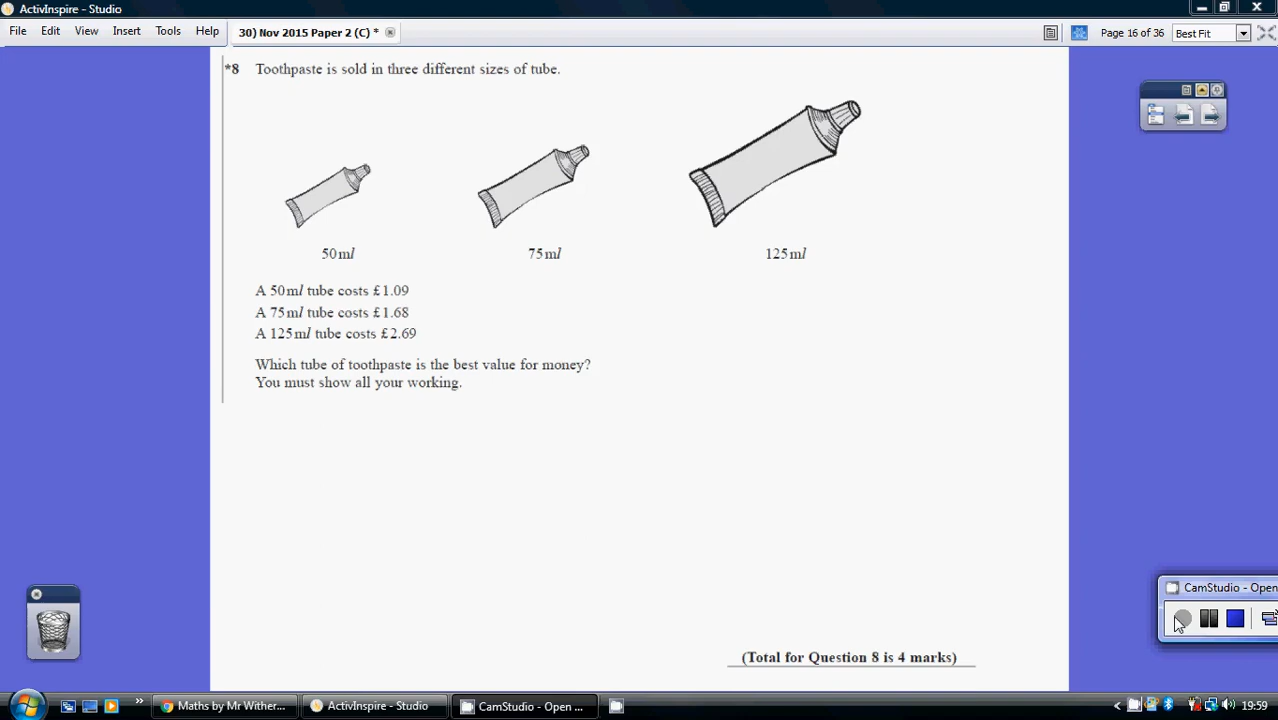 ActivInspire - Studio
File Edit View Insert Tools Help
30) Nov 2015 Paper 2 (C) *
Page 16 of 36
Best Fit
*8 Toothpaste is sold in three different sizes of tube.
50ml 75ml 125ml
A 50ml tube costs £1.09
A 75ml tube costs £1.68
A 125ml tube costs £2.69
Which tube of toothpaste is the best value for money?
You must show all your working.
CamStudio - Open
(Total for Question 8 is 4 marks)
Maths by Mr Wither...
ActivInspire - Studio
CamStudio - Open ...
19:59